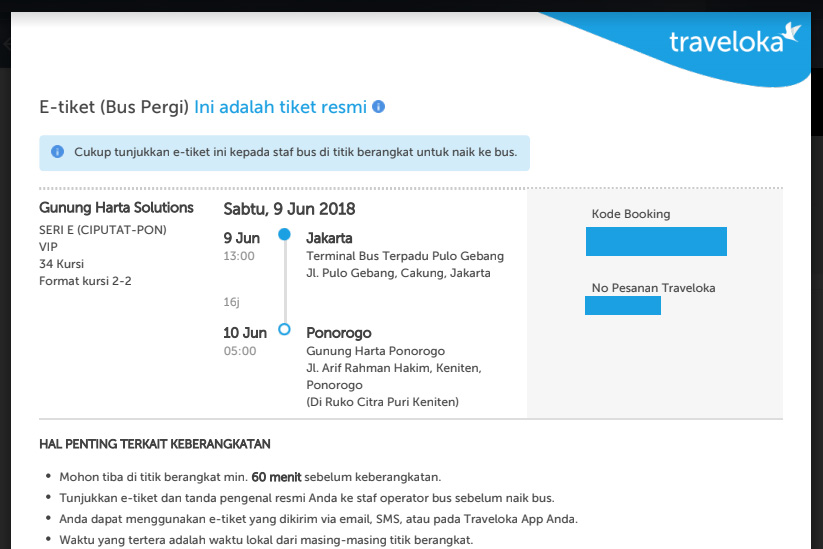 traveloka
E-tiket (Bus Pergi) Ini adalah tiket resmi
Cukup tunjukkan e-tiket ini kepada staf bus di titik berangkat untuk naik ke bus.
Gunung Harta Solutions
SERI E (CIPUTAT-PON)
VIP
34 Kursi
Format kursi 2-2
Sabtu, 9 Jun 2018
9 Jun
13:00
Jakarta
Terminal Bus Terpadu Pulo Gebang
Jl. Pulo Gebang, Cakung, Jakarta
16j
10 Jun
05:00
Ponorogo
Gunung Harta Ponorogo
Jl. Arif Rahman Hakim, Keniten,
Ponorogo
(Di Ruko Citra Puri Keniten)
Kode Booking
No Pesanan Traveloka
HAL PENTING TERKAIT KEBERANGKATAN
• Mohon tiba di titik berangkat min. 60 menit sebelum keberangkatan.
• Tunjukkan e-tiket dan tanda pengenal resmi Anda ke staf operator bus sebelum naik bus.
• Anda dapat menggunakan e-tiket yang dikirim via email, SMS, atau pada Traveloka App Anda.
• Waktu yang tertera adalah waktu lokal dari masing-masing titik berangkat.